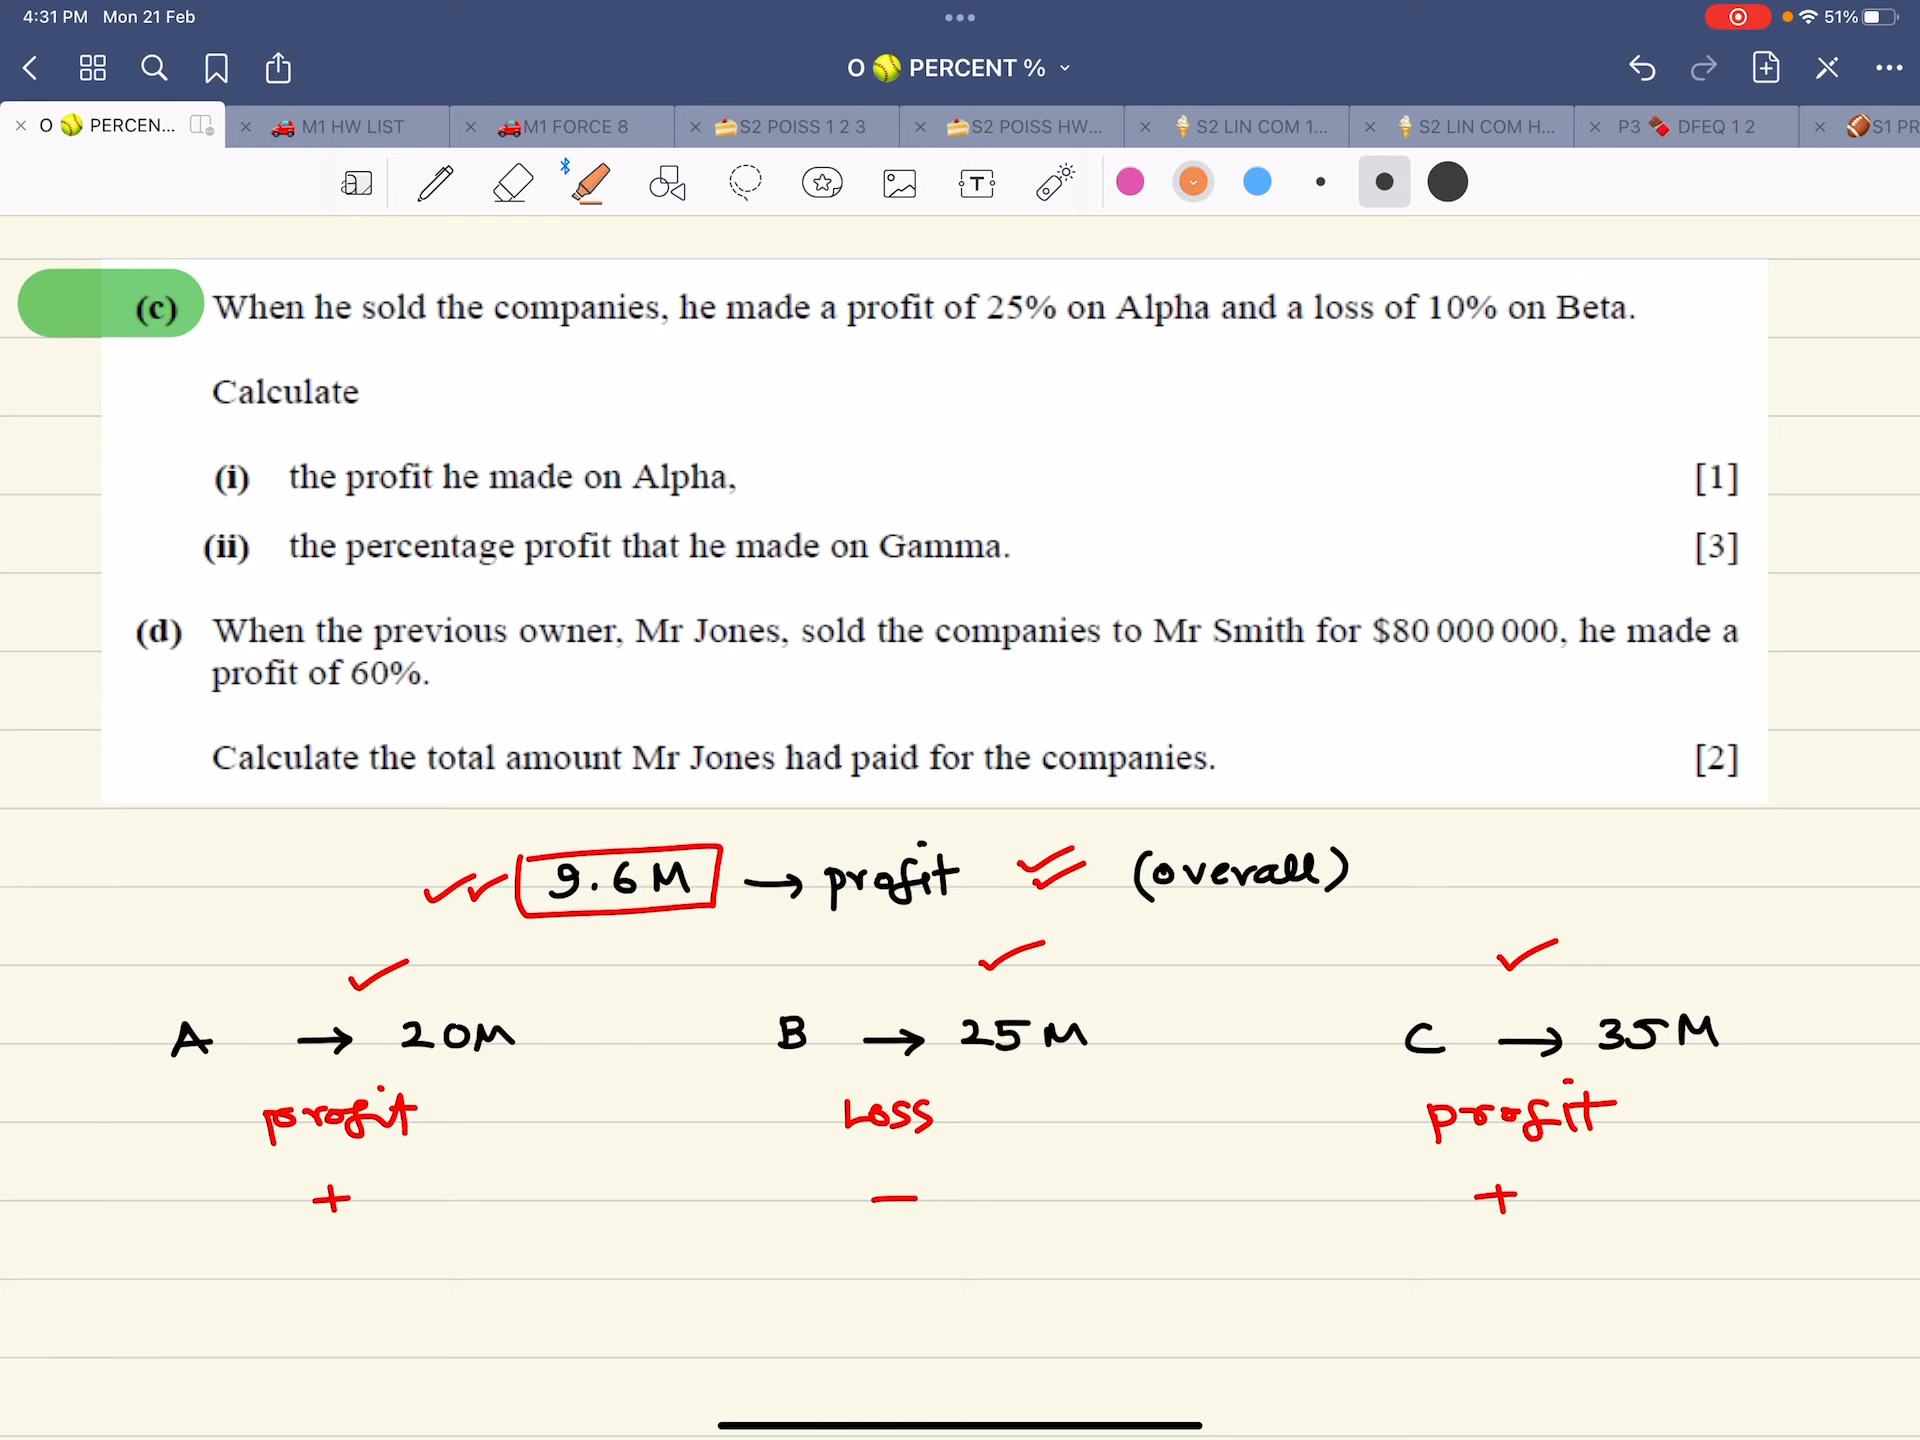 4:31 PM Mon 21 Feb
51%
O 🥎 PERCENT %
O 🥎 PERCEN...
🚗 M1 HW LIST
🚗M1 FORCE 8
🍰S2 POISS 1 2 3
🍰S2 POISS HW...
🍦 S2 LIN COM 1...
🍦 S2 LIN COM H...
P3 🍫 DFEQ 1 2
🏈S1 PR
(c) When he sold the companies, he made a profit of 25% on Alpha and a loss of 10% on Beta.
Calculate
(i) the profit he made on Alpha, [1]
(ii) the percentage profit that he made on Gamma. [3]
(d) When the previous owner, Mr Jones, sold the companies to Mr Smith for $80 000 000, he made a
profit of 60%.
Calculate the total amount Mr Jones had paid for the companies. [2]
9.6M → profit (overall)
A → 20M B → 25M C → 35M
profit Loss profit
+ − +